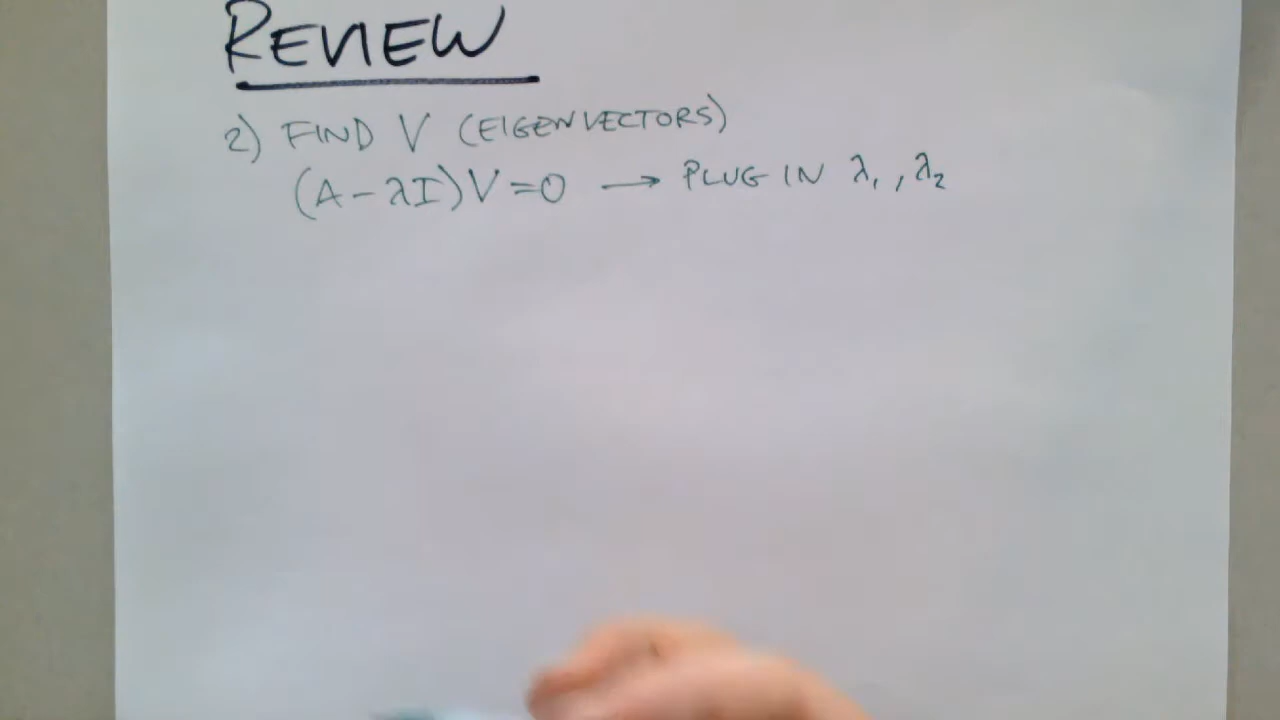 REVIEW
2) FIND V (EIGENVECTORS)
(A - λI)V = 0 → PLUG IN λ₁, λ₂